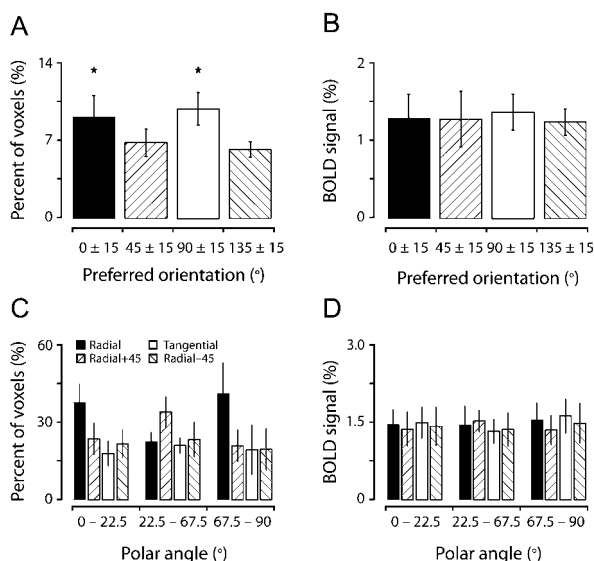 A
Percent of voxels (%)
14
7
0
*
*
0 ± 15 45 ± 15 90 ± 15 135 ± 15
Preferred orientation (°)
B
BOLD signal (%)
2
1
0
0 ± 15 45 ± 15 90 ± 15 135 ± 15
Preferred orientation (°)
C
Percent of voxels (%)
60
30
0
Radial Tangential
Radial+45 Radial−45
0 – 22.5 22.5 – 67.5 67.5 – 90
Polar angle (°)
D
BOLD signal (%)
3.0
1.5
0
0 – 22.5 22.5 – 67.5 67.5 – 90
Polar angle (°)